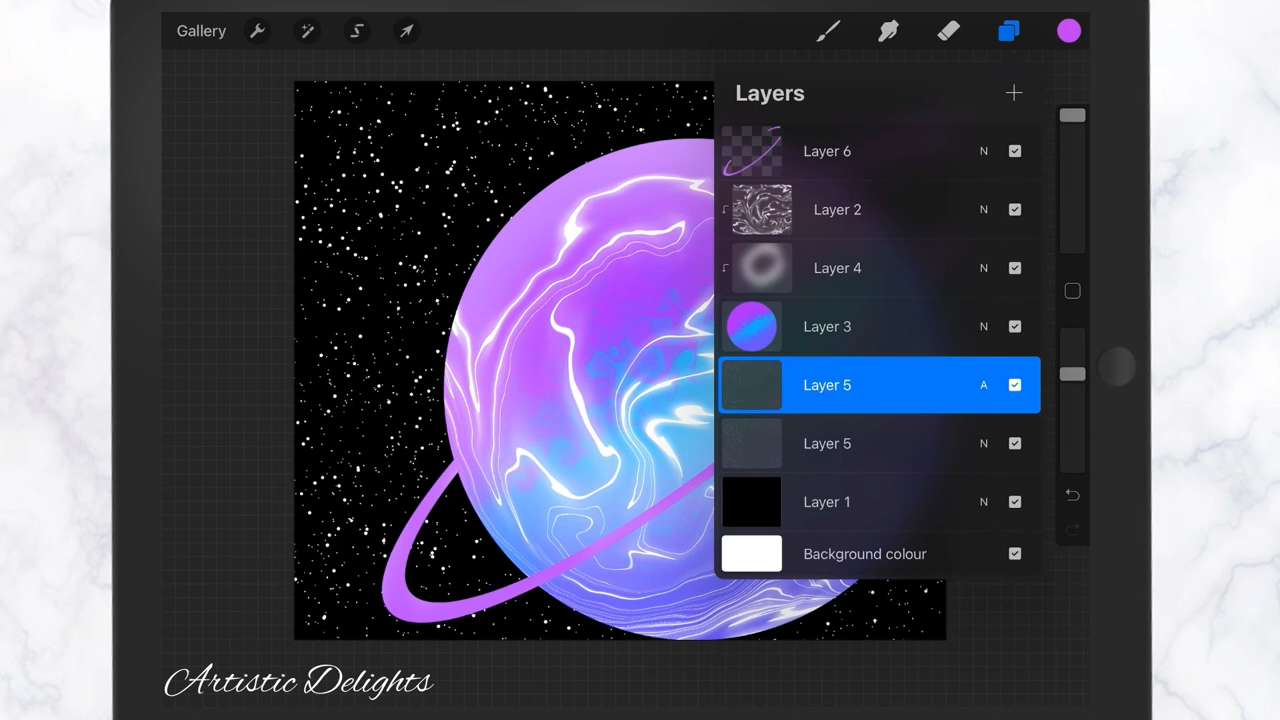 Gallery
Layers
Layer 6 N
Layer 2 N
Layer 4 N
Layer 3 N
Layer 5 A
Layer 5 N
Layer 1 N
Background colour
Artistic Delights